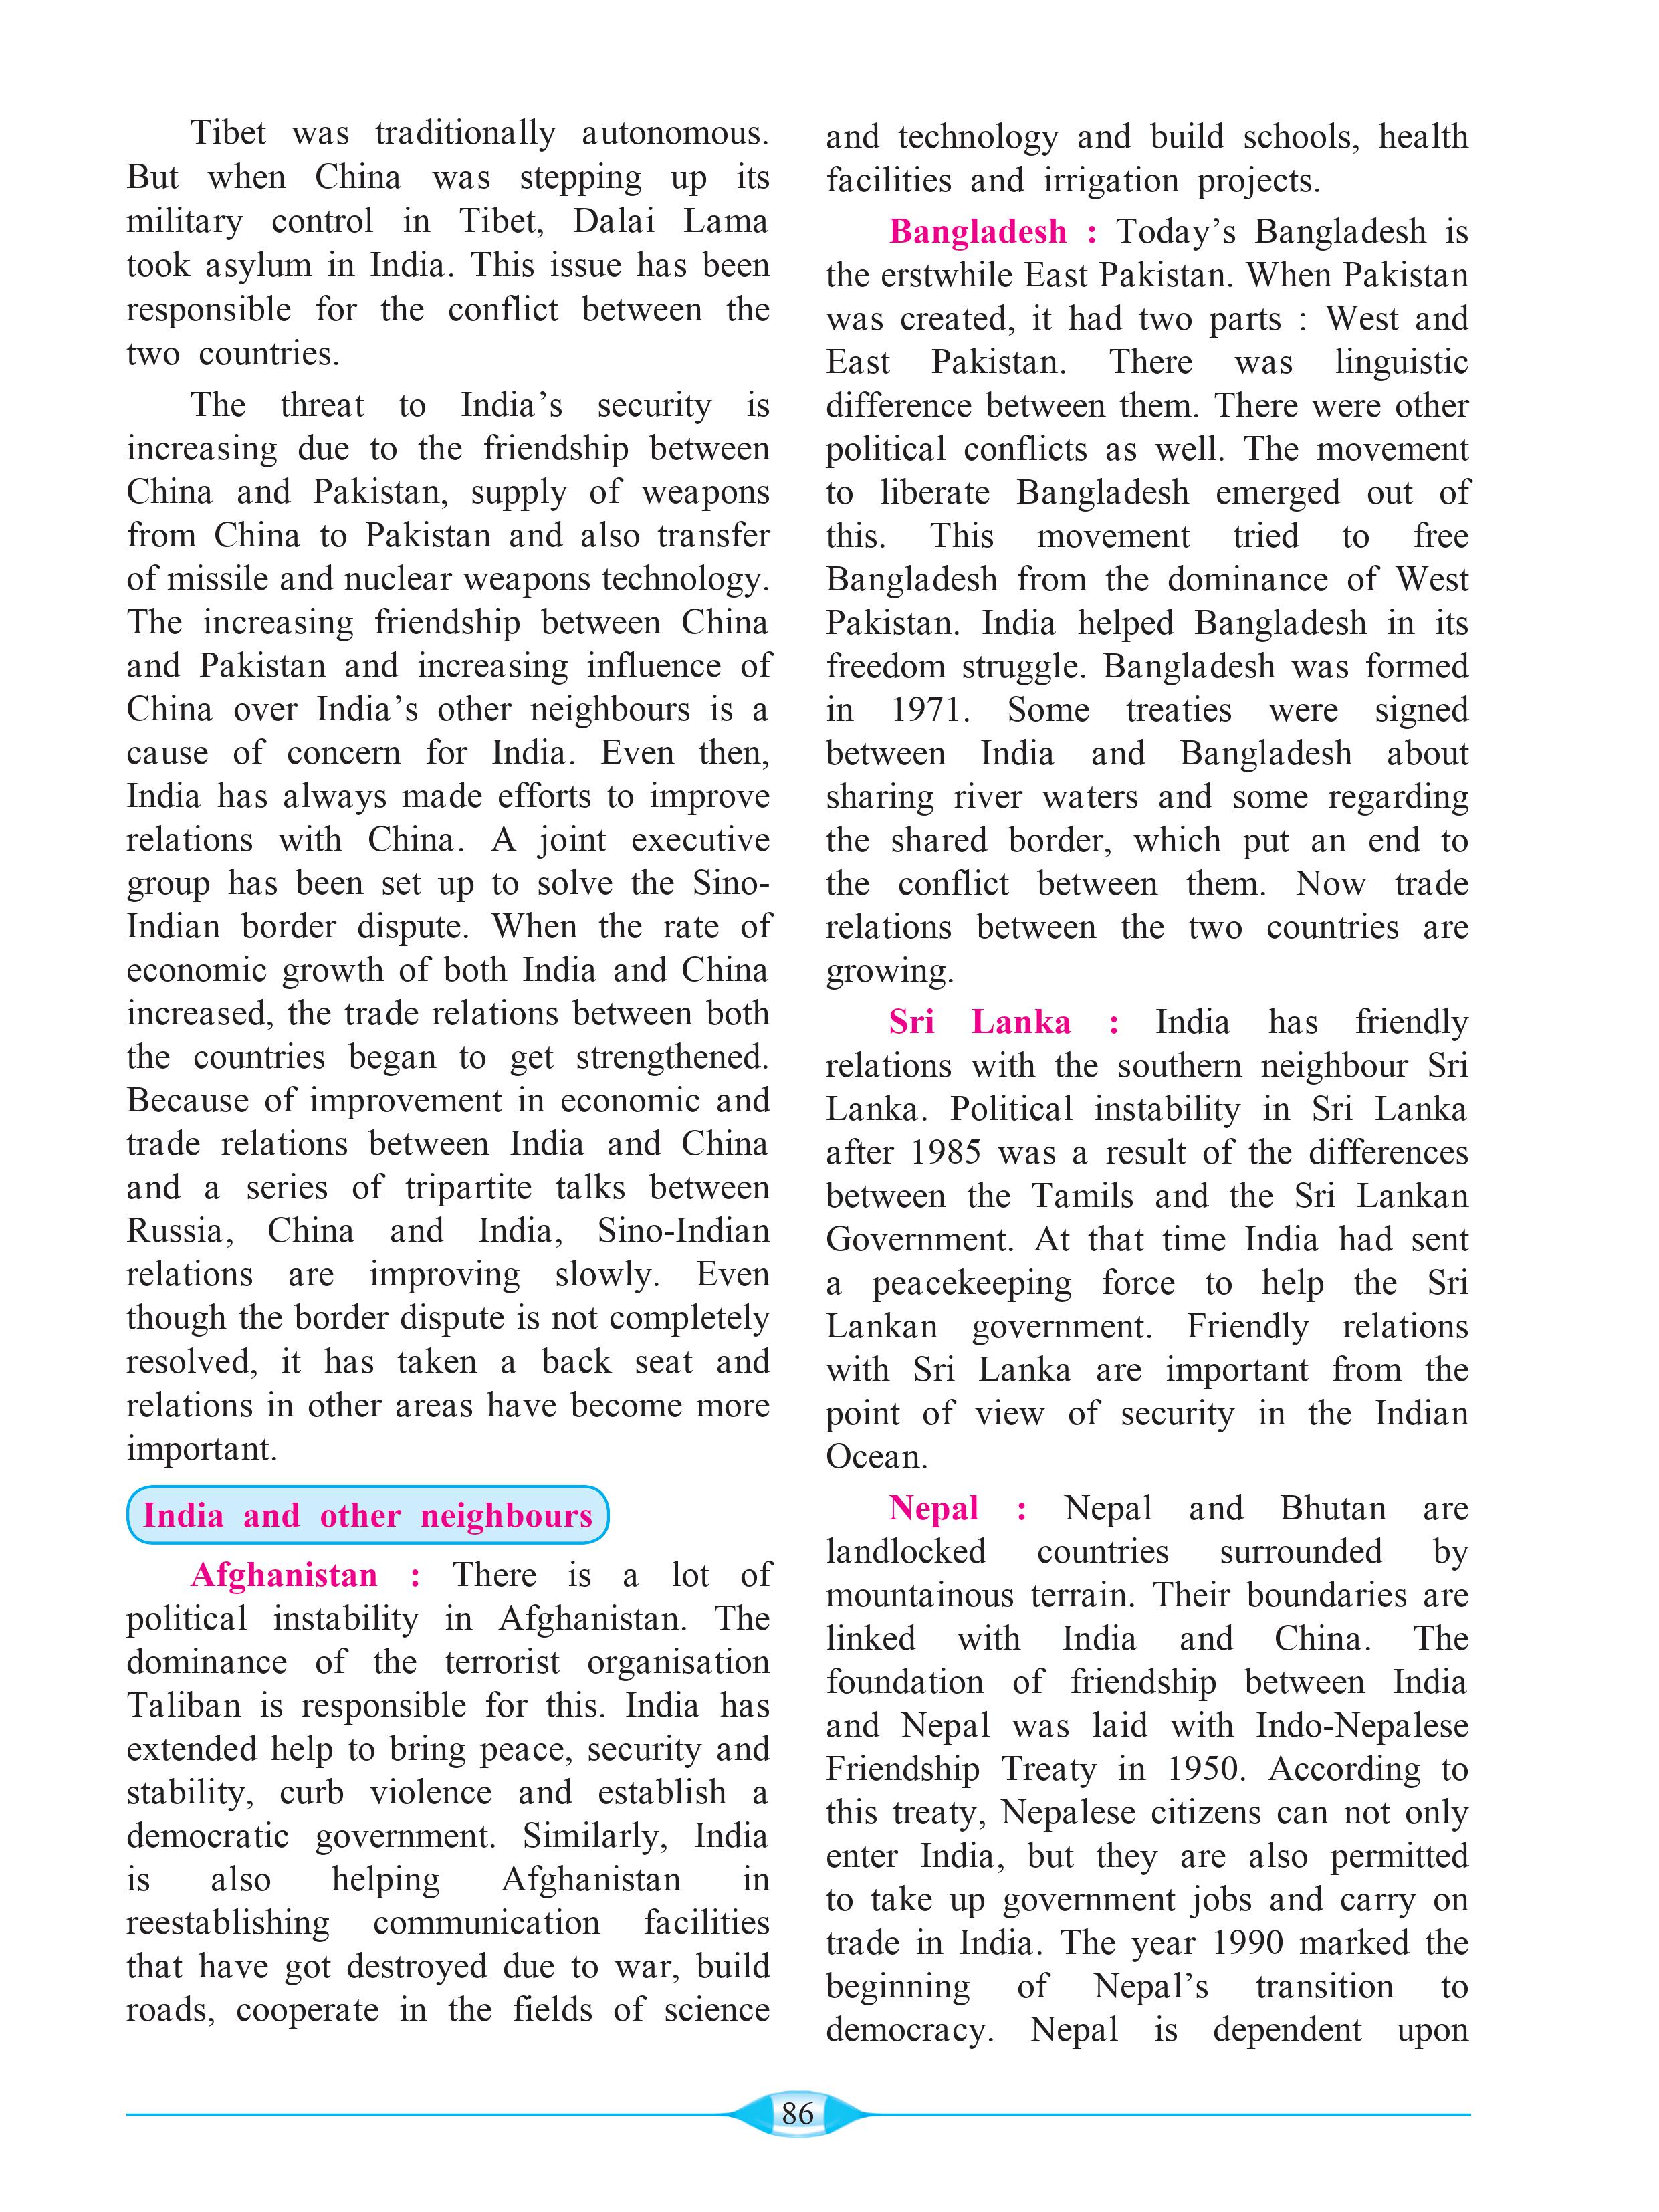 Tibet was traditionally autonomous.
But when China was stepping up its
military control in Tibet, Dalai Lama
took asylum in India. This issue has been
responsible for the conflict between the
two countries.
The threat to India’s security is
increasing due to the friendship between
China and Pakistan, supply of weapons
from China to Pakistan and also transfer
of missile and nuclear weapons technology.
The increasing friendship between China
and Pakistan and increasing influence of
China over India’s other neighbours is a
cause of concern for India. Even then,
India has always made efforts to improve
relations with China. A joint executive
group has been set up to solve the Sino-
Indian border dispute. When the rate of
economic growth of both India and China
increased, the trade relations between both
the countries began to get strengthened.
Because of improvement in economic and
trade relations between India and China
and a series of tripartite talks between
Russia, China and India, Sino-Indian
relations are improving slowly. Even
though the border dispute is not completely
resolved, it has taken a back seat and
relations in other areas have become more
important.
India and other neighbours
Afghanistan : There is a lot of
political instability in Afghanistan. The
dominance of the terrorist organisation
Taliban is responsible for this. India has
extended help to bring peace, security and
stability, curb violence and establish a
democratic government. Similarly, India
is also helping Afghanistan in
reestablishing communication facilities
that have got destroyed due to war, build
roads, cooperate in the fields of science
and technology and build schools, health
facilities and irrigation projects.
Bangladesh : Today’s Bangladesh is
the erstwhile East Pakistan. When Pakistan
was created, it had two parts : West and
East Pakistan. There was linguistic
difference between them. There were other
political conflicts as well. The movement
to liberate Bangladesh emerged out of
this. This movement tried to free
Bangladesh from the dominance of West
Pakistan. India helped Bangladesh in its
freedom struggle. Bangladesh was formed
in 1971. Some treaties were signed
between India and Bangladesh about
sharing river waters and some regarding
the shared border, which put an end to
the conflict between them. Now trade
relations between the two countries are
growing.
Sri Lanka : India has friendly
relations with the southern neighbour Sri
Lanka. Political instability in Sri Lanka
after 1985 was a result of the differences
between the Tamils and the Sri Lankan
Government. At that time India had sent
a peacekeeping force to help the Sri
Lankan government. Friendly relations
with Sri Lanka are important from the
point of view of security in the Indian
Ocean.
Nepal : Nepal and Bhutan are
landlocked countries surrounded by
mountainous terrain. Their boundaries are
linked with India and China. The
foundation of friendship between India
and Nepal was laid with Indo-Nepalese
Friendship Treaty in 1950. According to
this treaty, Nepalese citizens can not only
enter India, but they are also permitted
to take up government jobs and carry on
trade in India. The year 1990 marked the
beginning of Nepal’s transition to
democracy. Nepal is dependent upon
86